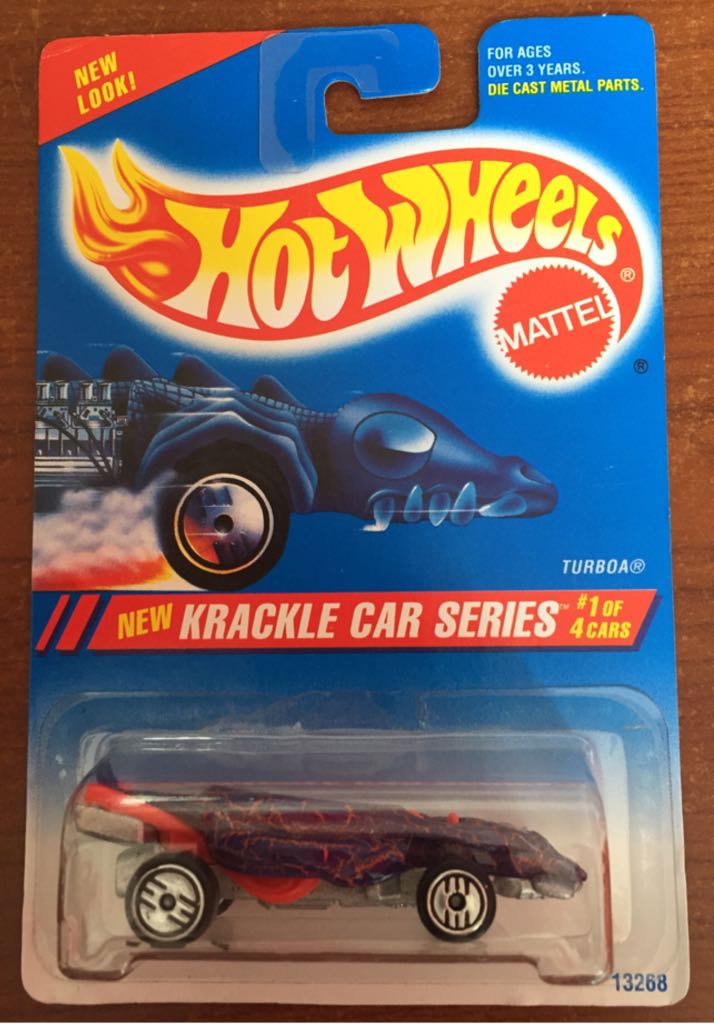 NEW
LOOK!
FOR AGES
OVER 3 YEARS.
DIE CAST METAL PARTS.
HOT WHEELS®
MATTEL
®
TURBOA®
NEW KRACKLE CAR SERIES™ #1 OF
4 CARS
13268